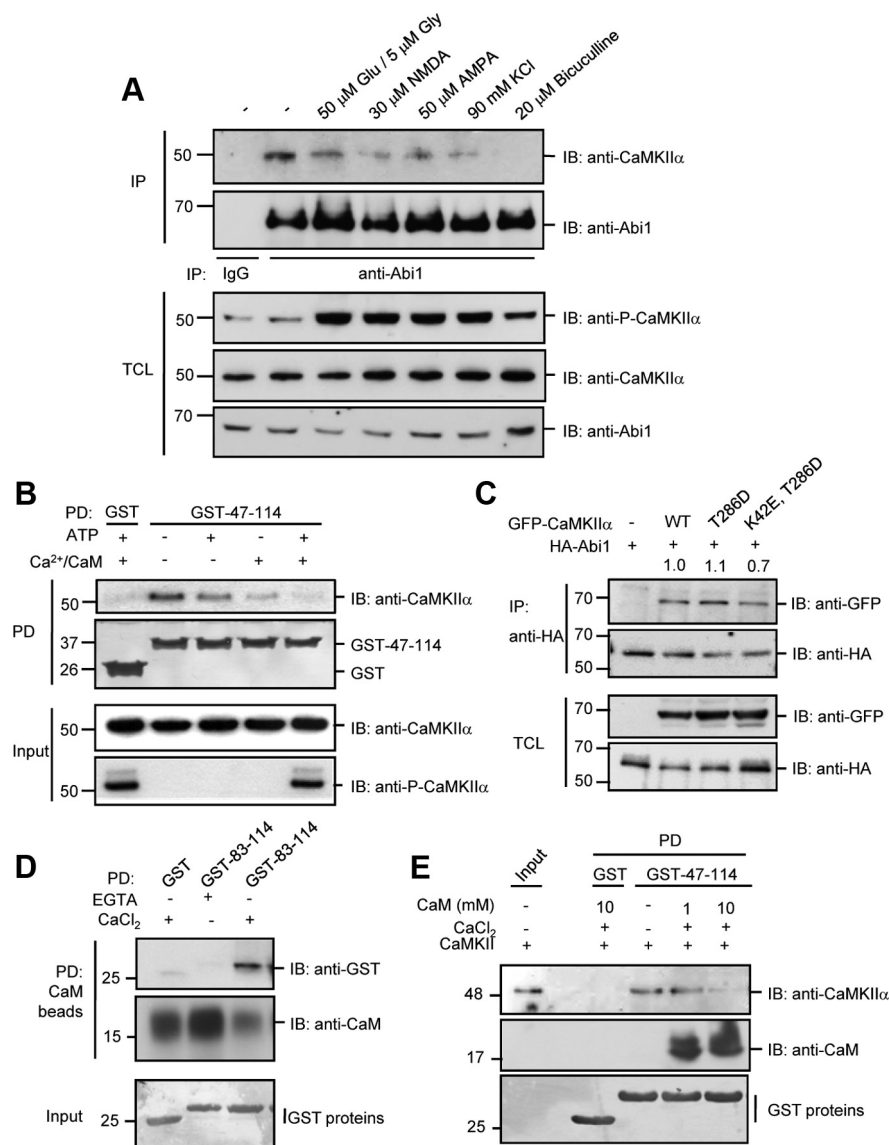 A
- - 50 µM Glu / 5 µM Gly 30 µM NMDA 50 µM AMPA 90 mM KCl 20 µM Bicuculline
IP
50
IB: anti-CaMKIIα
70
IB: anti-Abi1
IP: IgG anti-Abi1
TCL
50
IB: anti-P-CaMKIIα
50
IB: anti-CaMKIIα
70
IB: anti-Abi1
B
PD: GST GST-47-114
ATP + - + - +
Ca²⁺/CaM + - - + +
PD
50
IB: anti-CaMKIIα
37
GST-47-114
26
GST
Input
50
IB: anti-CaMKIIα
50
IB: anti-P-CaMKIIα
C
GFP-CaMKIIα - WT T286D K42E, T286D
HA-Abi1 + + + +
1.0 1.1 0.7
IP:
anti-HA
70
IB: anti-GFP
70
50
IB: anti-HA
TCL
70
IB: anti-GFP
70
50
IB: anti-HA
D
PD: GST GST-83-114 GST-83-114
EGTA - + -
CaCl₂ + - +
PD:
CaM
beads
25
IB: anti-GST
15
IB: anti-CaM
Input
25
GST proteins
E
PD
Input GST GST-47-114
CaM (mM) - 10 - 1 10
CaCl₂ - + - + +
CaMKII + + + + +
48
IB: anti-CaMKIIα
17
IB: anti-CaM
25
GST proteins